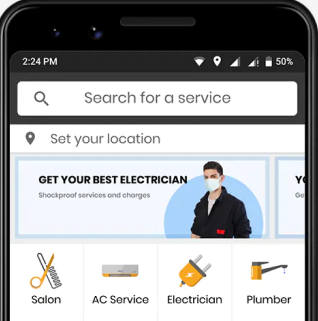 2:24 PM 50%
Search for a service
Set your location
GET YOUR BEST ELECTRICIAN
Shockproof services and charges
YO
Ge
Salon AC Service Electrician Plumber